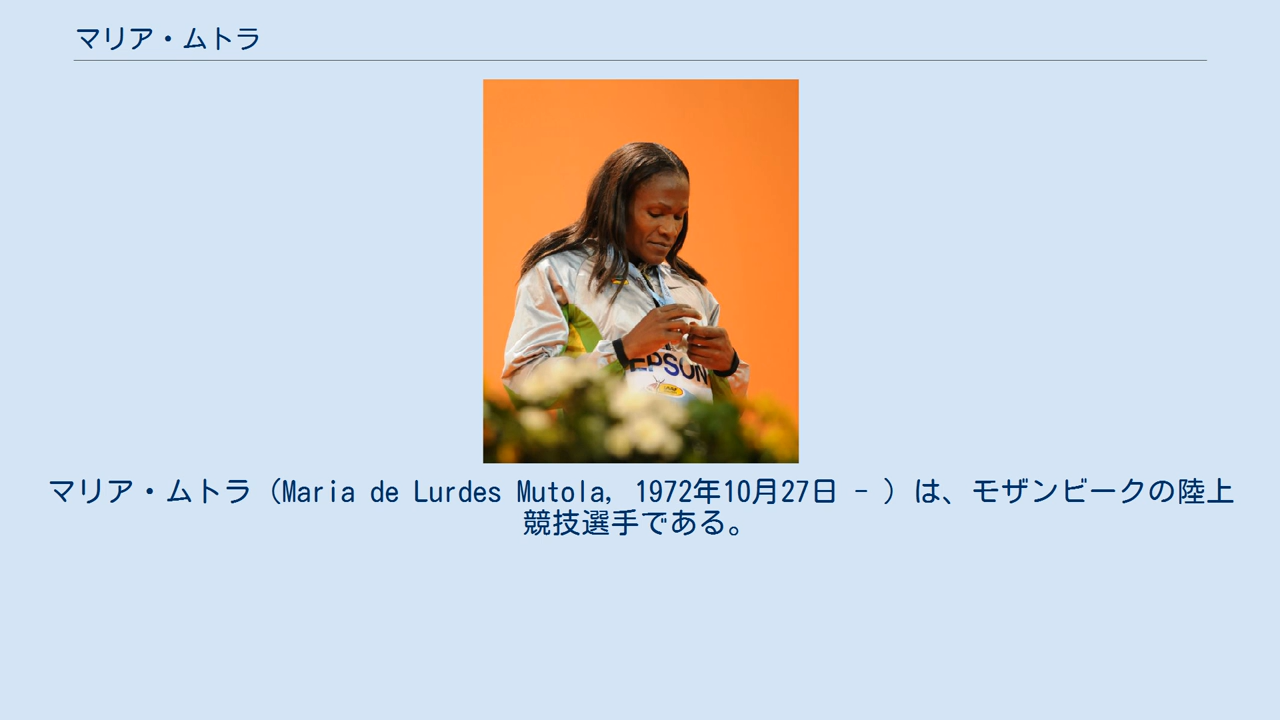 マリア・ムトラ
EPSON
マリア・ムトラ（Maria de Lurdes Mutola, 1972年10月27日 - ）は、モザンビークの陸上
競技選手である。